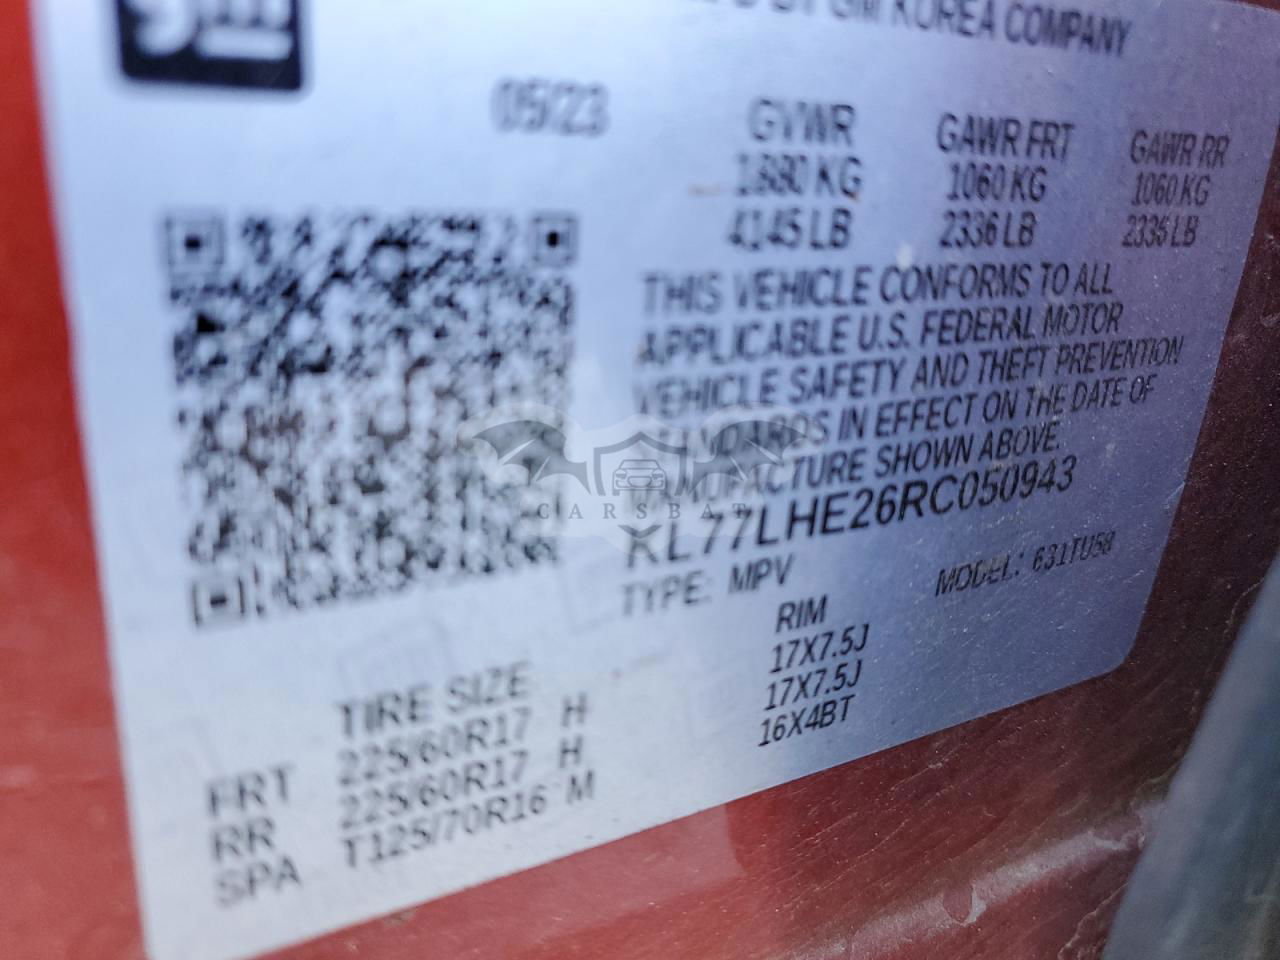 gm
BY GM KOREA COMPANY
05/23
GVWR GAWR FRT GAWR RR
1880 KG 1060 KG 1060 KG
4145 LB 2336 LB 2336 LB
THIS VEHICLE CONFORMS TO ALL
APPLICABLE U.S. FEDERAL MOTOR
VEHICLE SAFETY AND THEFT PREVENTION
STANDARDS IN EFFECT ON THE DATE OF
MANUFACTURE SHOWN ABOVE.
CARSBAT
KL77LHE26RC050943
TYPE: MPV MODEL: 631TU58
TIRE SIZE RIM
FRT 225/60R17 H 17X7.5J
RR 225/60R17 H 17X7.5J
SPA T125/70R16 M 16X4BT